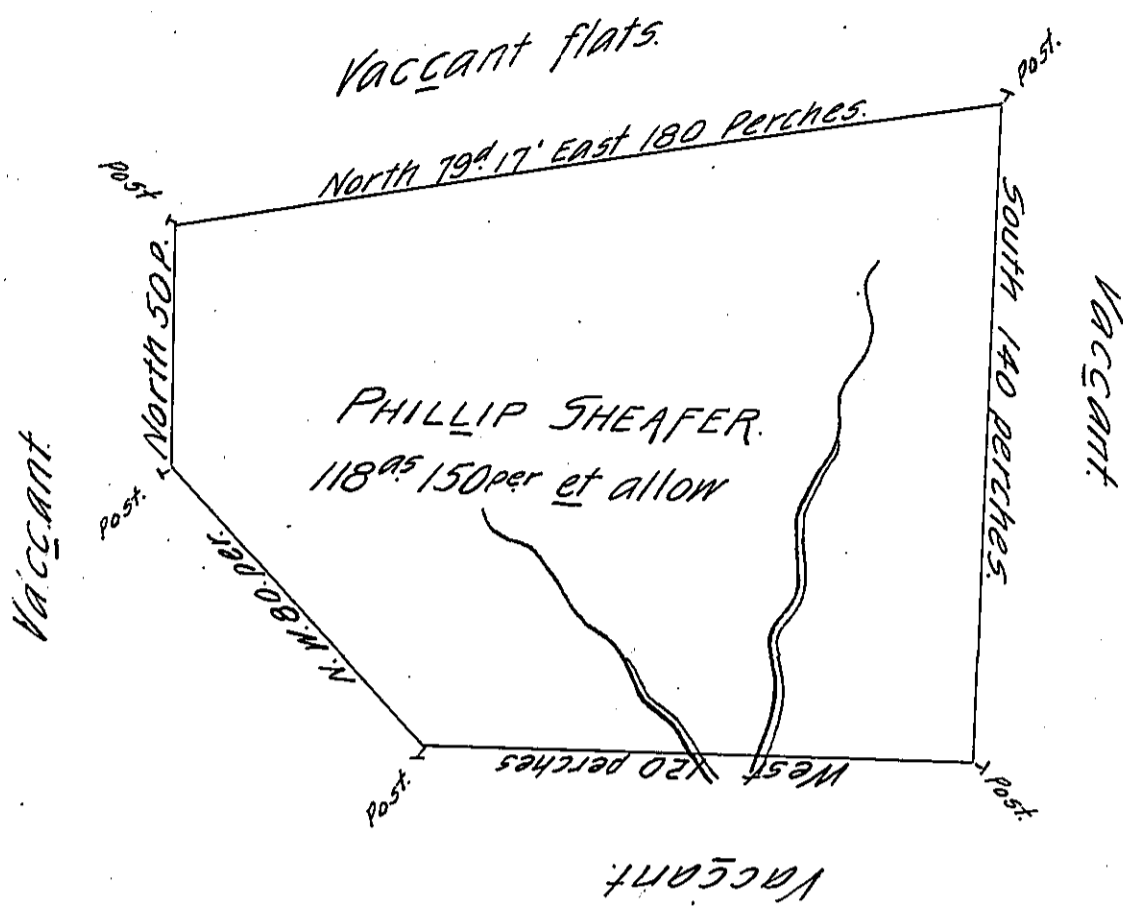 Vaccant flats.
Post.
North 79d. 17' East 180 Perches.
Post
North 50 P.
South 140 perches.
Vaccant.
PHILLIP SHEAFER.
118as 150per et allow
Vaccant.
Post.
N. W. 80. per.
West 120 perches
Post.
Post.
Vaccant.